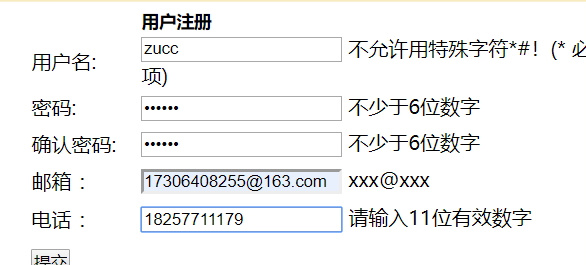 用户注册
用户名: zucc 不允许用特殊字符*#！(* 必
项)
密码: •••••• 不少于6位数字
确认密码: •••••• 不少于6位数字
邮箱： 17306408255@163.com xxx@xxx
电话： 18257711179 请输入11位有效数字
提交